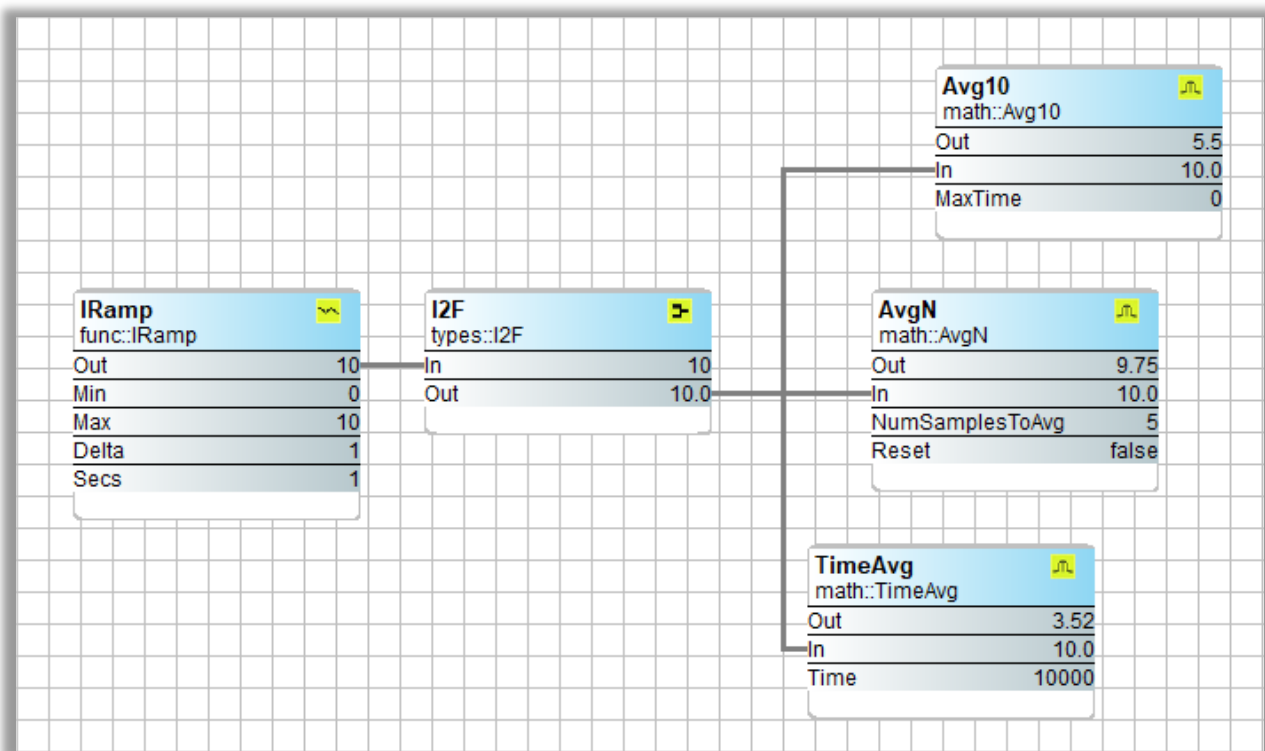 Avg10
math::Avg10
Out 5.5
In 10.0
MaxTime 0
IRamp
func::IRamp
Out 10
Min 0
Max 10
Delta 1
Secs 1
I2F
types::I2F
In 10
Out 10.0
AvgN
math::AvgN
Out 9.75
In 10.0
NumSamplesToAvg 5
Reset false
TimeAvg
math::TimeAvg
Out 3.52
In 10.0
Time 10000